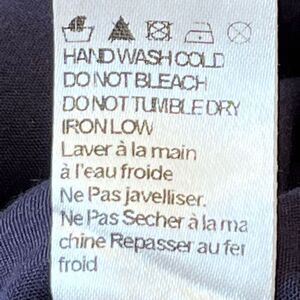 HAND WASH COLD
DO NOT BLEACH
DO NOT TUMBLE DRY
IRON LOW
Laver à la main
à l'eau froide
Ne Pas javelliser.
Ne Pas Secher à la ma
chine Repasser au fer
froid